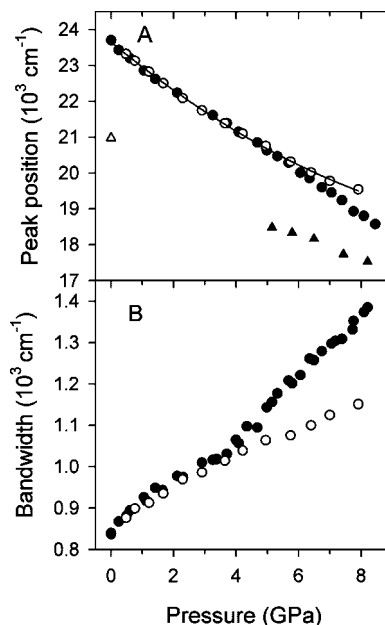 A
Peak position (10³ cm⁻¹)
24
23
22
21
20
19
18
17
B
Bandwidth (10³ cm⁻¹)
1.4
1.3
1.2
1.1
1.0
0.9
0.8
0 2 4 6 8
Pressure (GPa)